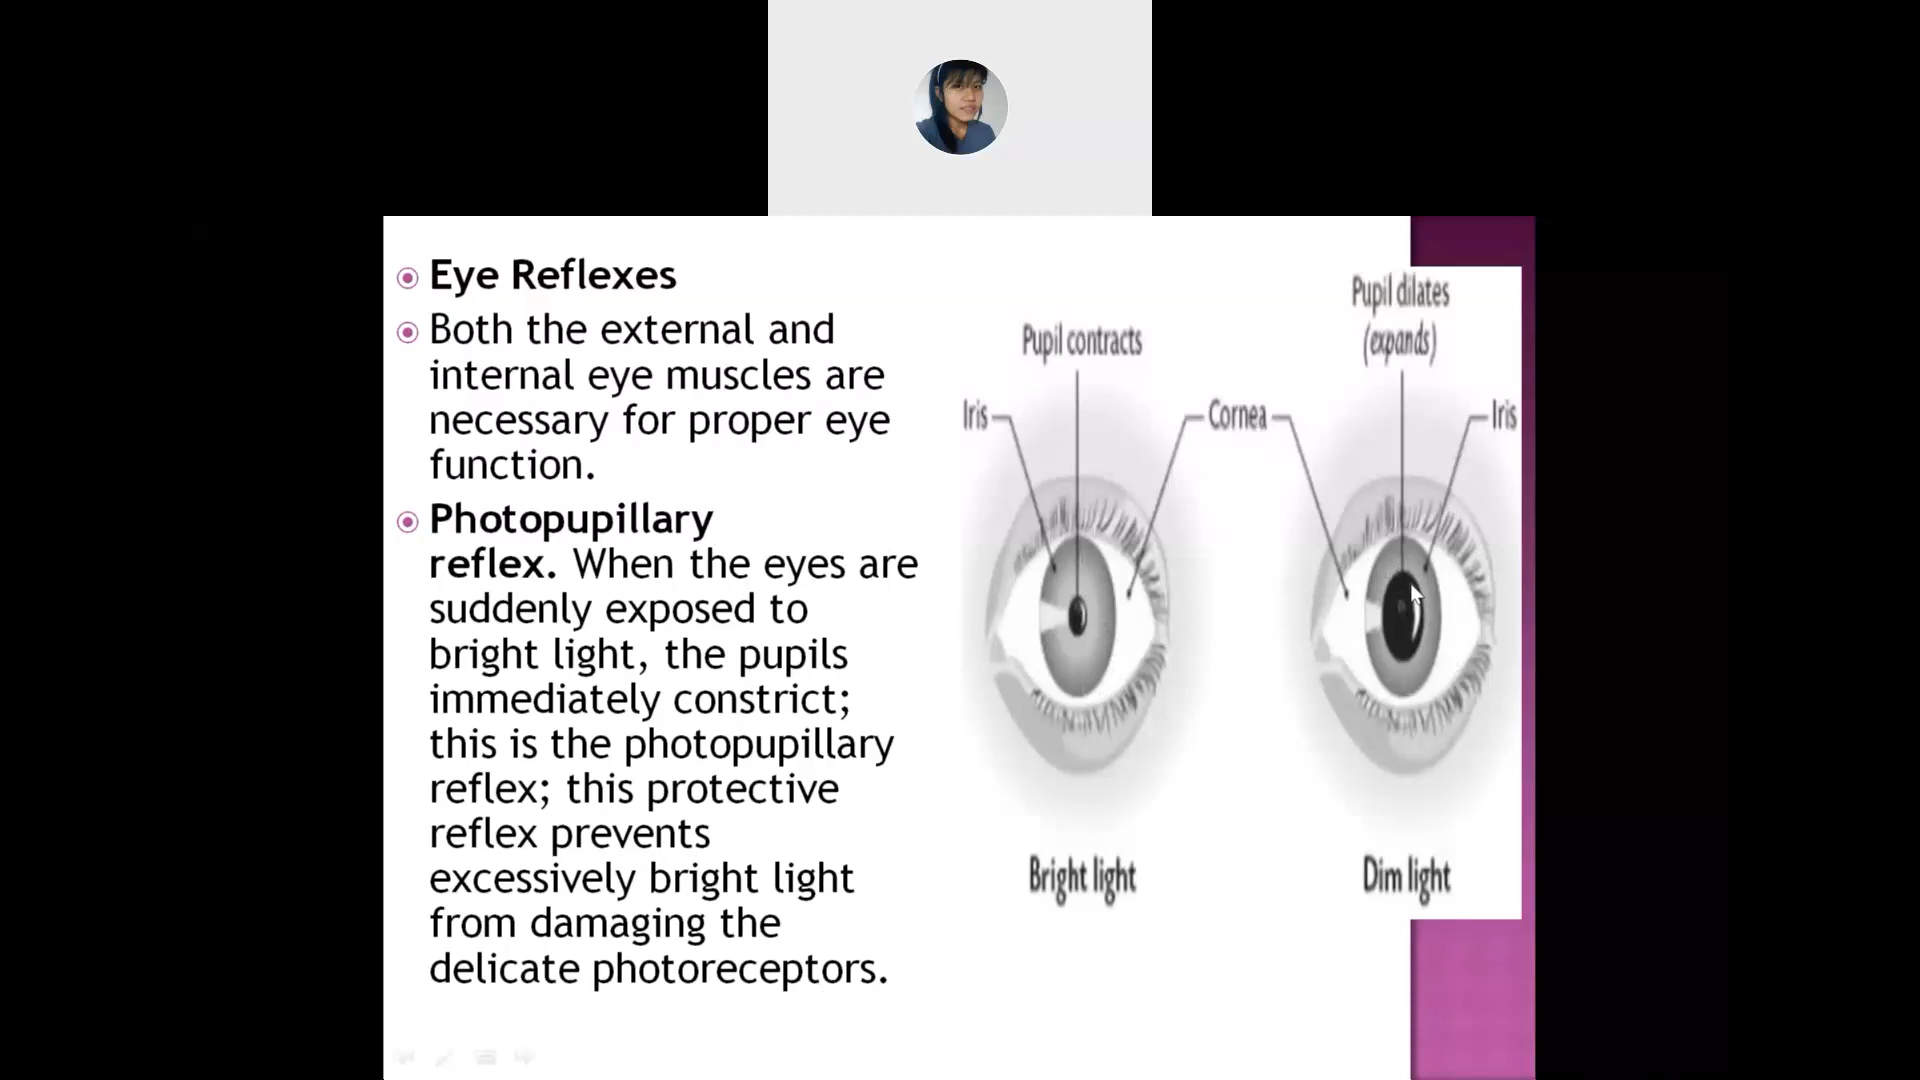 Eye Reflexes
Both the external and
internal eye muscles are
necessary for proper eye
function.
Photopupillary
reflex. When the eyes are
suddenly exposed to
bright light, the pupils
immediately constrict;
this is the photopupillary
reflex; this protective
reflex prevents
excessively bright light
from damaging the
delicate photoreceptors.
Pupil contracts
Pupil dilates
(expands)
Iris
Cornea
Iris
Bright light
Dim light